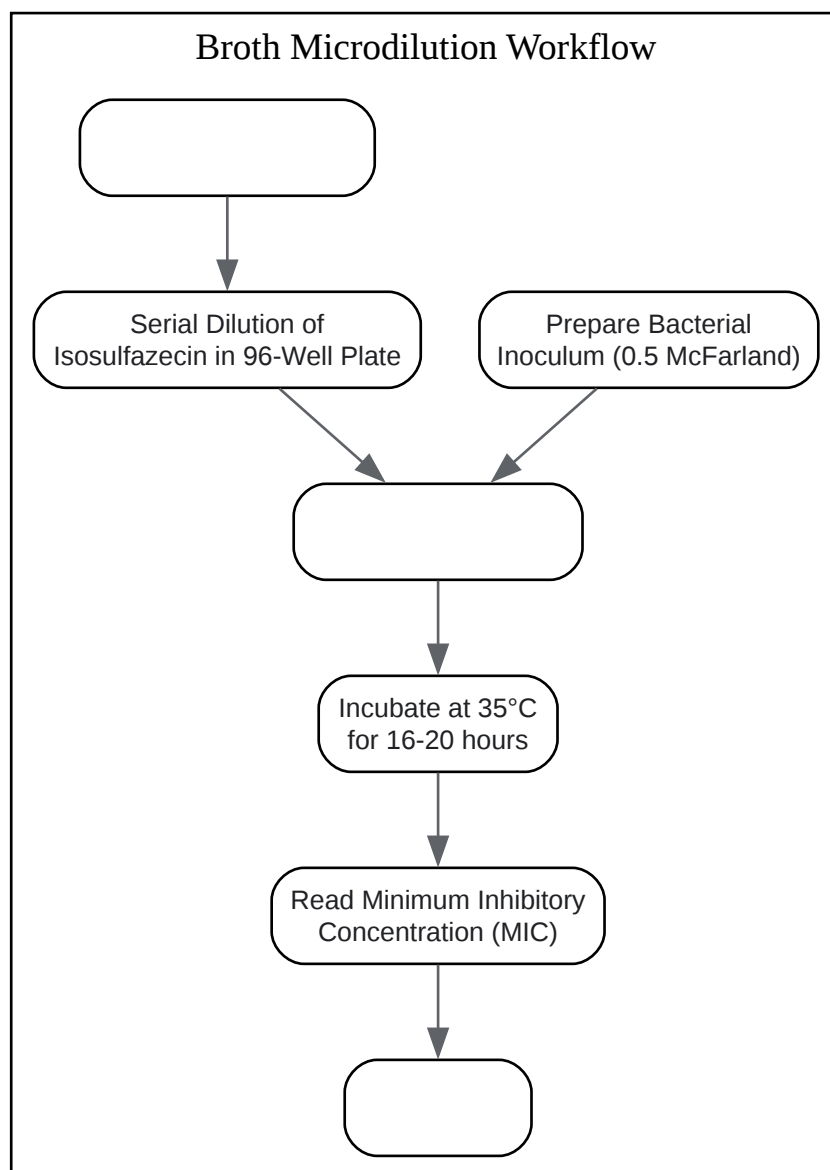 Broth Microdilution Workflow
Serial Dilution of
Isosulfazecin in 96-Well Plate
Prepare Bacterial
Inoculum (0.5 McFarland)
Incubate at 35°C
for 16-20 hours
Read Minimum Inhibitory
Concentration (MIC)